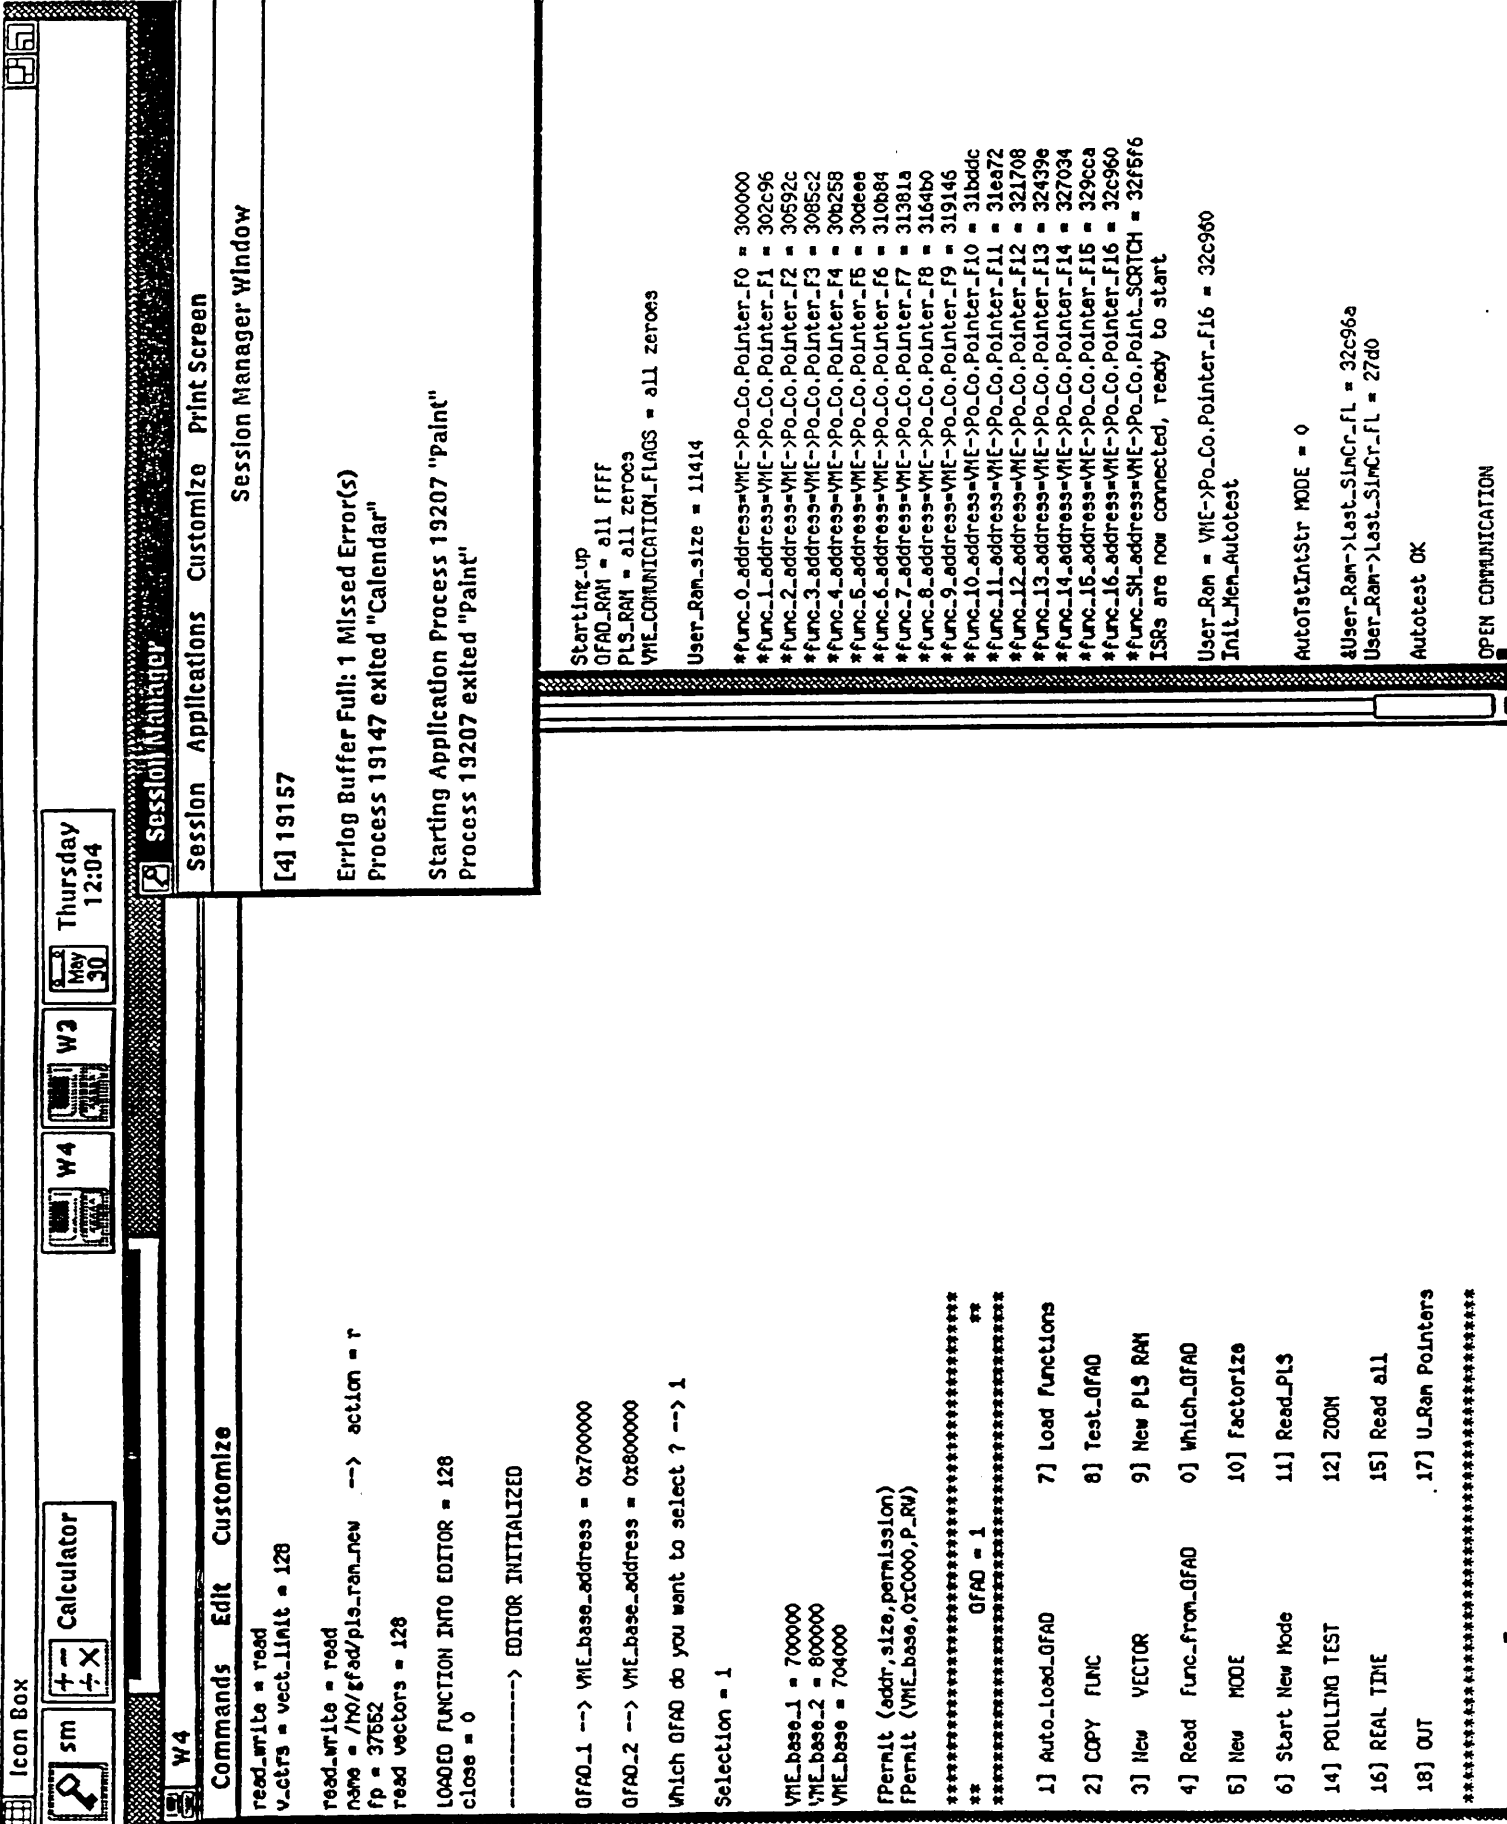 Icon Box
sm
Calculator
W4
W3
May
30
Thursday
12:04
W4
Commands Edit Customize
read_write = read
v_ctrs = vect_limit = 128
read_write = read
name = /h0/gfad/pls_ram_new --> action = r
fp = 37552
read vectors = 128
LOADED FUNCTION INTO EDITOR = 128
close = 0
------------> EDITOR INITIALIZED
GFAD_1 --> VME_base_address = 0x700000
GFAD_2 --> VME_base_address = 0x800000
Which GFAD do you want to select ? --> 1
Selection = 1
VME_base_1 = 700000
VME_base_2 = 800000
VME_base = 704000
FPermit (addr,size,permission)
FPermit (VME_base,0xC000,P_RW)
*******************************************
** GFAD = 1 **
*******************************************
1] Auto_Load_GFAD 7] Load Functions
2] COPY FUNC 8] Test_GFAD
3] New VECTOR 9] New PLS RAM
4] Read Func_from_GFAD 0] Which_GFAD
5] New MODE 10] Factorize
6] Start New Mode 11] Read_PLS
14] POLLING TEST 12] ZOOM
16] REAL TIME 15] Read all
18] OUT 17] U_Ram Pointers
*******************************************
Session Manager
Session Applications Customize Print Screen
Session Manager Window
[4] 19157
Errlog Buffer Full: 1 Missed Error(s)
Process 19147 exited "Calendar"
Starting Application Process 19207 "Paint"
Process 19207 exited "Paint"
Starting_up
GFAD_RAM = all FFFF
PLS_RAM = all zeroes
VME_COMUNICATION_FLAGS = all zeroes
User_Ram_size = 11414
*func_0_address=VME->Po_Co.Pointer_F0 = 300000
*func_1_address=VME->Po_Co.Pointer_F1 = 302c96
*func_2_address=VME->Po_Co.Pointer_F2 = 30592c
*func_3_address=VME->Po_Co.Pointer_F3 = 3085c2
*func_4_address=VME->Po_Co.Pointer_F4 = 30b258
*func_5_address=VME->Po_Co.Pointer_F5 = 30deee
*func_6_address=VME->Po_Co.Pointer_F6 = 310b84
*func_7_address=VME->Po_Co.Pointer_F7 = 31381a
*func_8_address=VME->Po_Co.Pointer_F8 = 3164b0
*func_9_address=VME->Po_Co.Pointer_F9 = 319146
*func_10_address=VME->Po_Co.Pointer_F10 = 31bddc
*func_11_address=VME->Po_Co.Pointer_F11 = 31ea72
*func_12_address=VME->Po_Co.Pointer_F12 = 321708
*func_13_address=VME->Po_Co.Pointer_F13 = 32439e
*func_14_address=VME->Po_Co.Pointer_F14 = 327034
*func_15_address=VME->Po_Co.Pointer_F15 = 329cca
*func_16_address=VME->Po_Co.Pointer_F16 = 32c960
*func_SH_address=VME->Po_Co.Point_SCRTCH = 32f5f6
ISRs are now connected, ready to start
User_Ram = VME->Po_Co.Pointer_F16 = 32c960
Init_Mem_Autotest
AutoTstIntStr MODE = 0
&User_Ram->Last_SimCr_FL = 32c96a
User_Ram->Last_SimCr_FL = 27d0
Autotest OK
OPEN COMMUNICATION